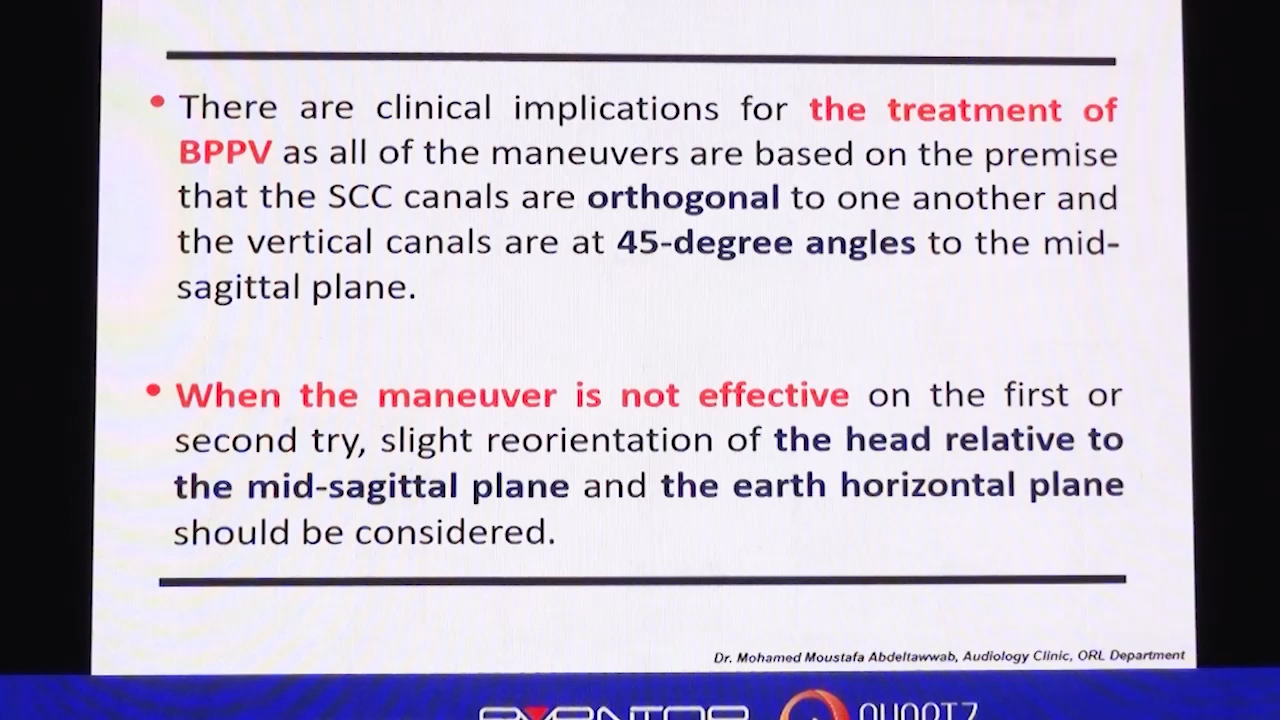 • There are clinical implications for the treatment of
BPPV as all of the maneuvers are based on the premise
that the SCC canals are orthogonal to one another and
the vertical canals are at 45-degree angles to the mid-
sagittal plane.
• When the maneuver is not effective on the first or
second try, slight reorientation of the head relative to
the mid-sagittal plane and the earth horizontal plane
should be considered.
Dr. Mohamed Moustafa Abdeltawwab, Audiology Clinic, ORL Department